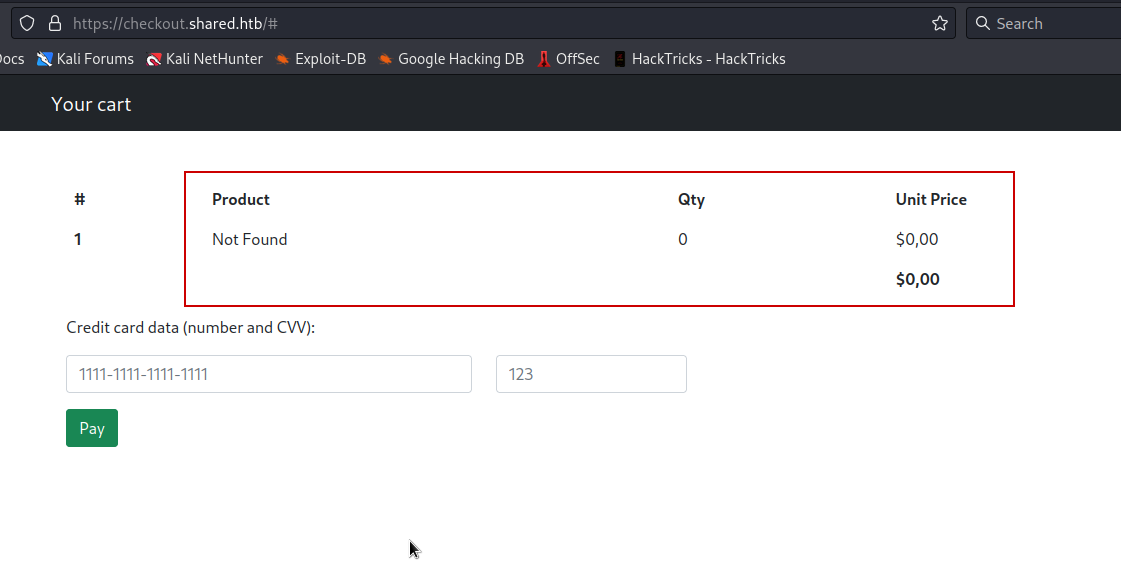 https://checkout.shared.htb/#
Search
Docs Kali Forums Kali NetHunter Exploit-DB Google Hacking DB OffSec HackTricks - HackTricks
Your cart
# Product Qty Unit Price
1 Not Found 0 $0,00
$0,00
Credit card data (number and CVV):
1111-1111-1111-1111 123
Pay